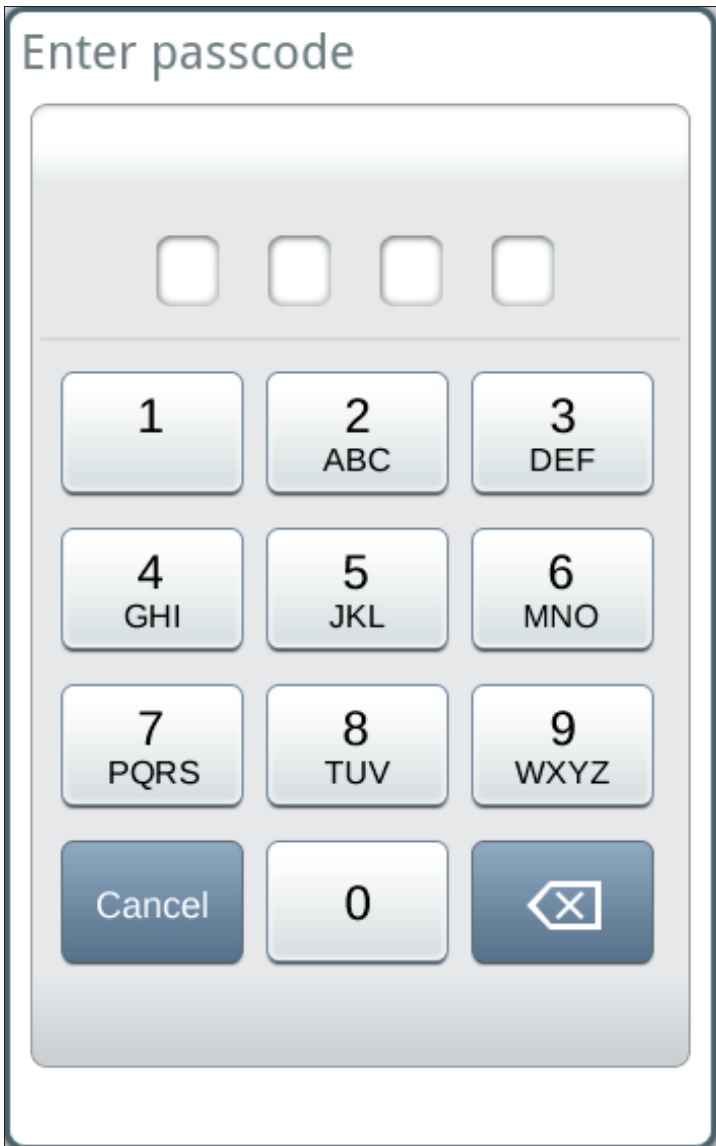 Enter passcode
1 2 3
ABC DEF
4 5 6
GHI JKL MNO
7 8 9
PQRS TUV WXYZ
Cancel 0